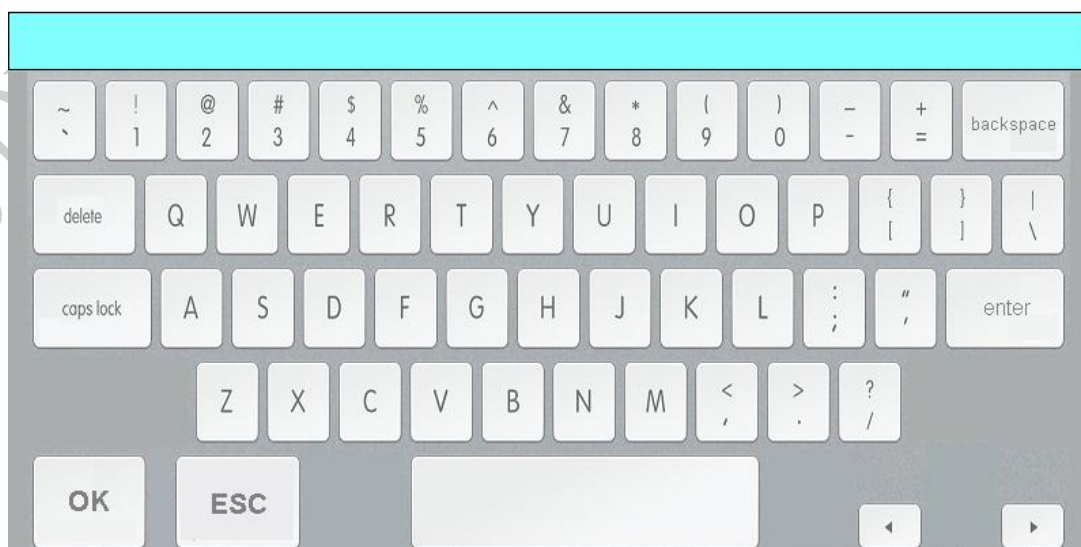 ~ ! @ # $ % ^ & * ( ) – +
` 1 2 3 4 5 6 7 8 9 0 - = backspace
delete Q W E R T Y U I O P { [ } ] | \
caps lock A S D F G H J K L : ; " ' enter
Z X C V B N M < , > . ? /
OK ESC ◂ ▸